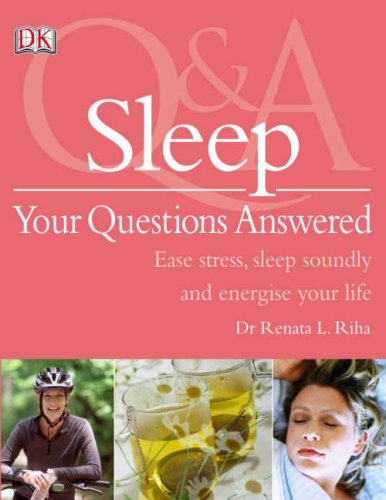 DK
Q&A
Sleep
Your Questions Answered
Ease stress, sleep soundly
and energise your life
Dr Renata L. Riha